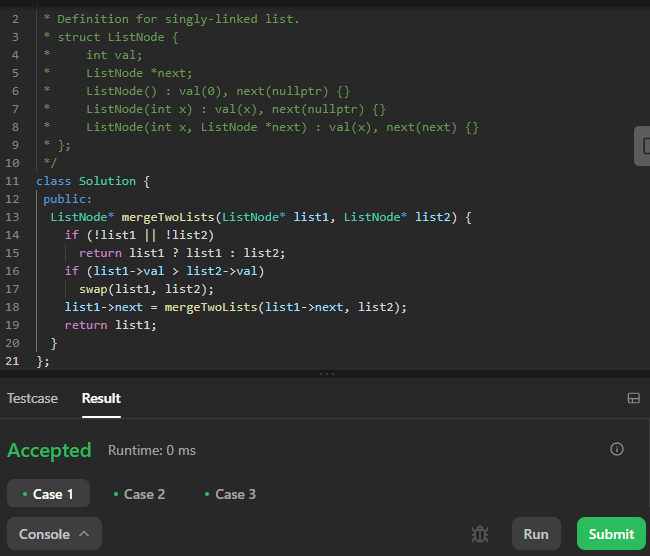 2 * Definition for singly-linked list.
3 * struct ListNode {
4 *     int val;
5 *     ListNode *next;
6 *     ListNode() : val(0), next(nullptr) {}
7 *     ListNode(int x) : val(x), next(nullptr) {}
8 *     ListNode(int x, ListNode *next) : val(x), next(next) {}
9 * };
10 */
11 class Solution {
12  public:
13   ListNode* mergeTwoLists(ListNode* list1, ListNode* list2) {
14     if (!list1 || !list2)
15       return list1 ? list1 : list2;
16     if (list1->val > list2->val)
17       swap(list1, list2);
18     list1->next = mergeTwoLists(list1->next, list2);
19     return list1;
20   }
21 };
Testcase Result
Accepted Runtime: 0 ms
• Case 1 • Case 2 • Case 3
Console Run Submit